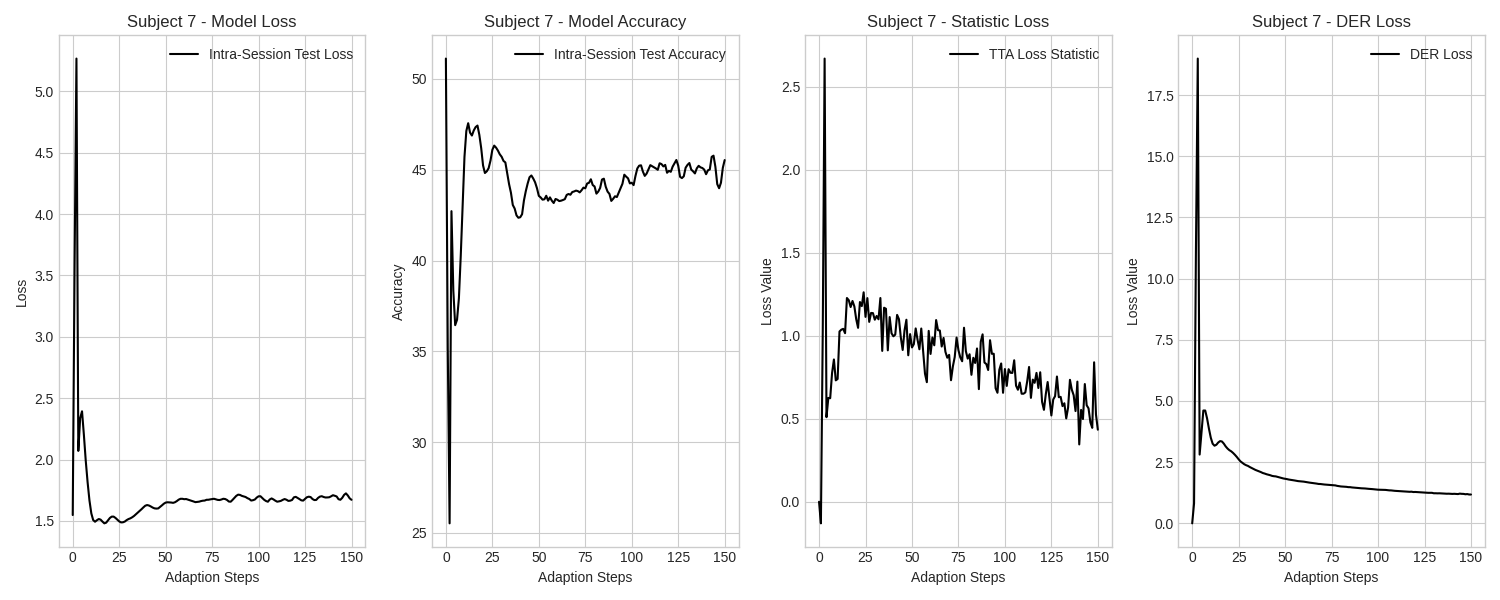 Subject 7 - Model Loss
Intra-Session Test Loss
5.0
4.5
4.0
3.5
3.0
2.5
2.0
1.5
Loss
0 25 50 75 100 125 150
Adaption Steps
Subject 7 - Model Accuracy
Intra-Session Test Accuracy
50
45
40
35
30
25
Accuracy
0 25 50 75 100 125 150
Adaption Steps
Subject 7 - Statistic Loss
TTA Loss Statistic
2.5
2.0
1.5
1.0
0.5
0.0
Loss Value
0 25 50 75 100 125 150
Adaption Steps
Subject 7 - DER Loss
DER Loss
17.5
15.0
12.5
10.0
7.5
5.0
2.5
0.0
Loss Value
0 25 50 75 100 125 150
Adaption Steps